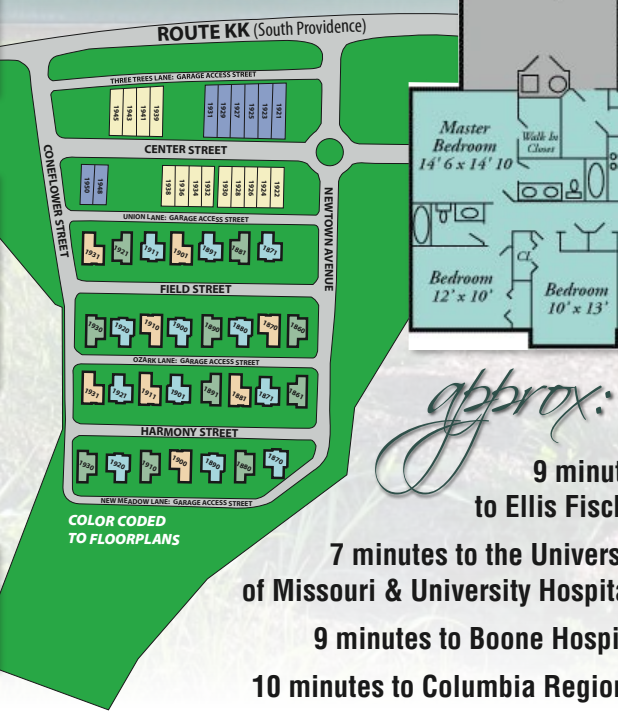 ROUTE KK (South Providence)
THREE TREES LANE: GARAGE ACCESS STREET
1945 1943 1941 1939
1931 1929 1927 1925 1923 1921
CENTER STREET
CONEFLOWER STREET
NEWTOWN AVENUE
1950 1948
1938 1936 1934 1932 1930 1928 1926 1924 1922
UNION LANE: GARAGE ACCESS STREET
1931 1921 1911 1901 1891 1881 1871
FIELD STREET
1930 1920 1910 1900 1890 1880 1870 1860
OZARK LANE: GARAGE ACCESS STREET
1931 1921 1911 1901 1891 1881 1871 1861
HARMONY STREET
1930 1920 1910 1900 1890 1880 1870
NEW MEADOW LANE: GARAGE ACCESS STREET
COLOR CODED
TO FLOORPLANS
Master
Bedroom
14' 6 x 14' 10
Walk In
Closet
CL
Bedroom
12' x 10'
Bedroom
10' x 13'
approx:
9 minut
to Ellis Fisch
7 minutes to the Univers
of Missouri & University Hospita
9 minutes to Boone Hospi
10 minutes to Columbia Region